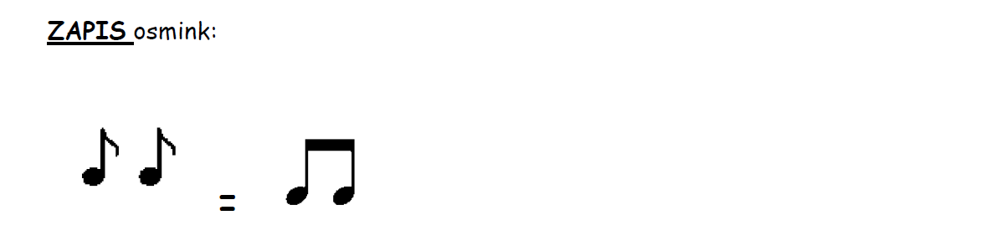 ZAPIS osmink:
=